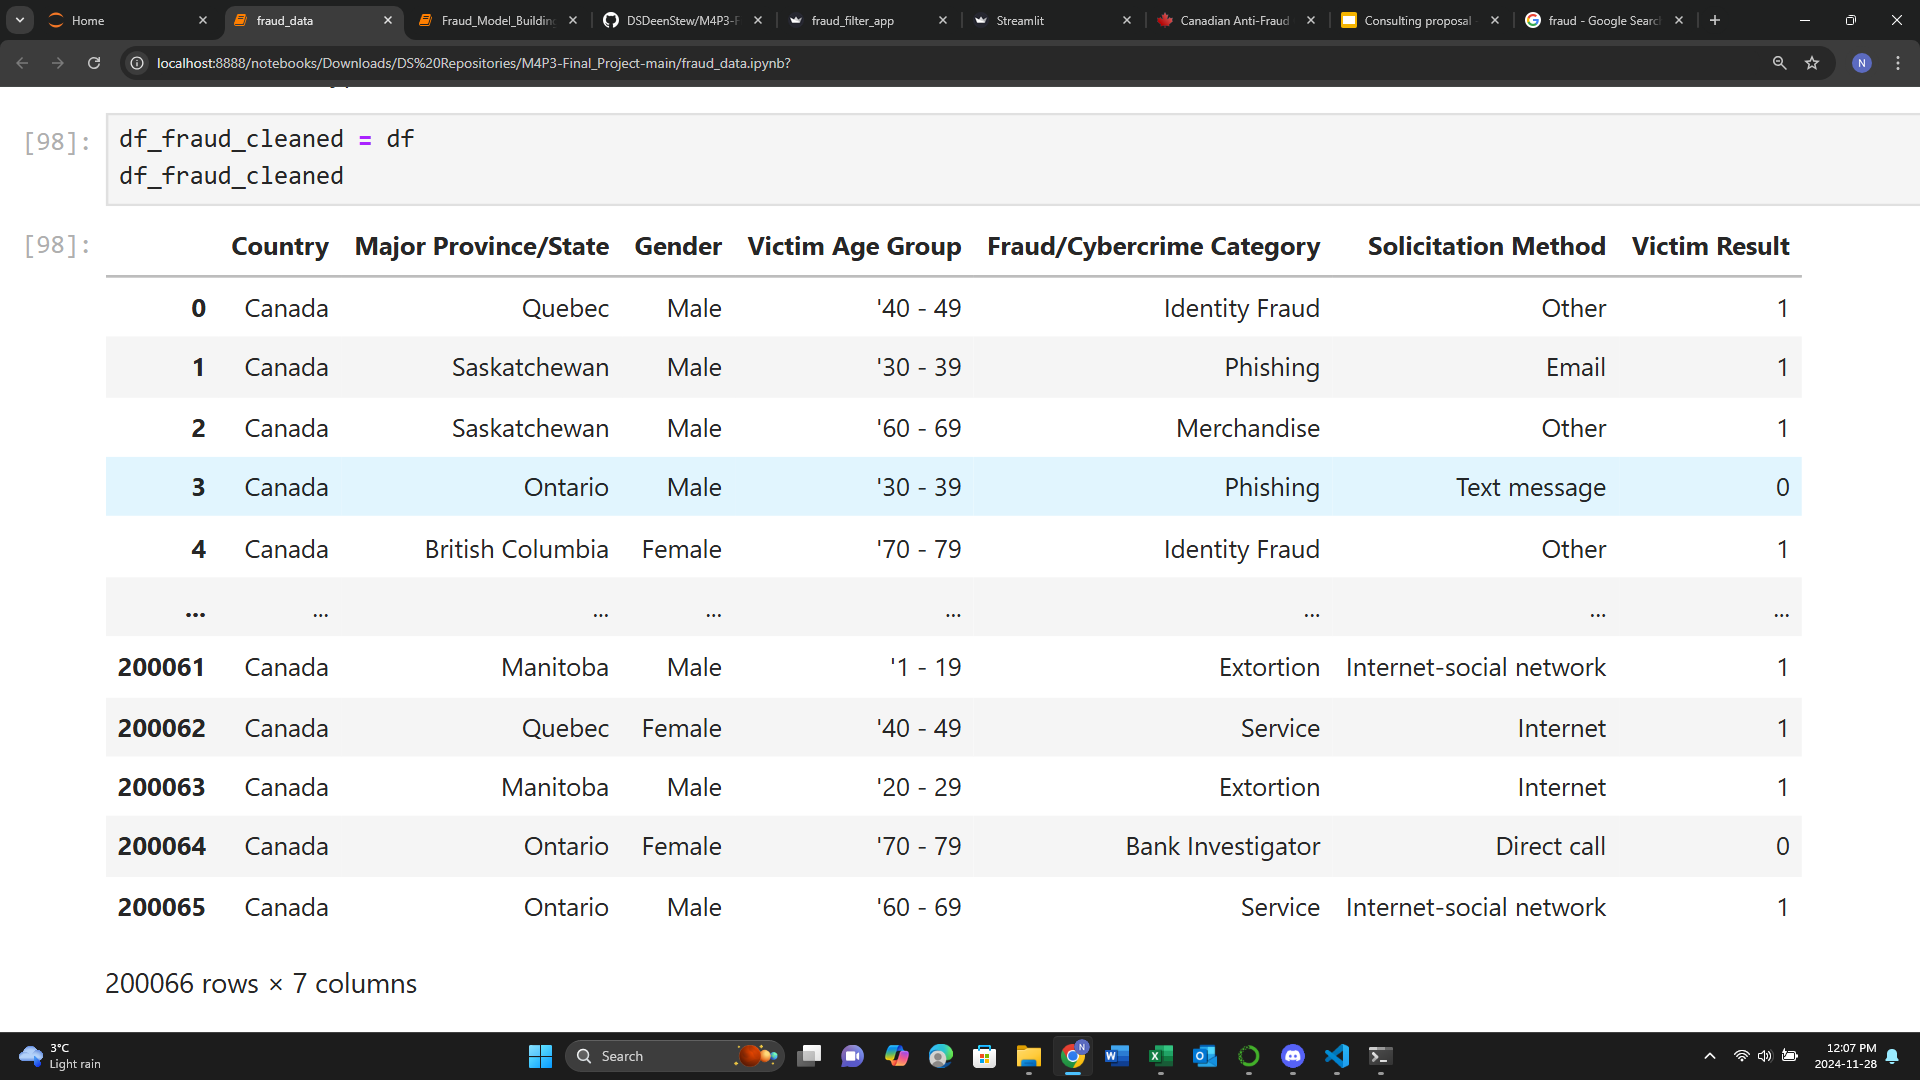 Home
fraud_data
Fraud_Model_Building
DSDeenStew/M4P3-F
fraud_filter_app
Streamlit
Canadian Anti-Fraud
Consulting proposal
fraud - Google Search
localhost:8888/notebooks/Downloads/DS%20Repositories/M4P3-Final_Project-main/fraud_data.ipynb?
N
[98]: df_fraud_cleaned = df
df_fraud_cleaned
[98]: Country Major Province/State Gender Victim Age Group Fraud/Cybercrime Category Solicitation Method Victim Result
0 Canada Quebec Male '40 - 49 Identity Fraud Other 1
1 Canada Saskatchewan Male '30 - 39 Phishing Email 1
2 Canada Saskatchewan Male '60 - 69 Merchandise Other 1
3 Canada Ontario Male '30 - 39 Phishing Text message 0
4 Canada British Columbia Female '70 - 79 Identity Fraud Other 1
... ... ... ... ... ... ... ...
200061 Canada Manitoba Male '1 - 19 Extortion Internet-social network 1
200062 Canada Quebec Female '40 - 49 Service Internet 1
200063 Canada Manitoba Male '20 - 29 Extortion Internet 1
200064 Canada Ontario Female '70 - 79 Bank Investigator Direct call 0
200065 Canada Ontario Male '60 - 69 Service Internet-social network 1
200066 rows × 7 columns
3°C
Light rain
Search
12:07 PM
2024-11-28